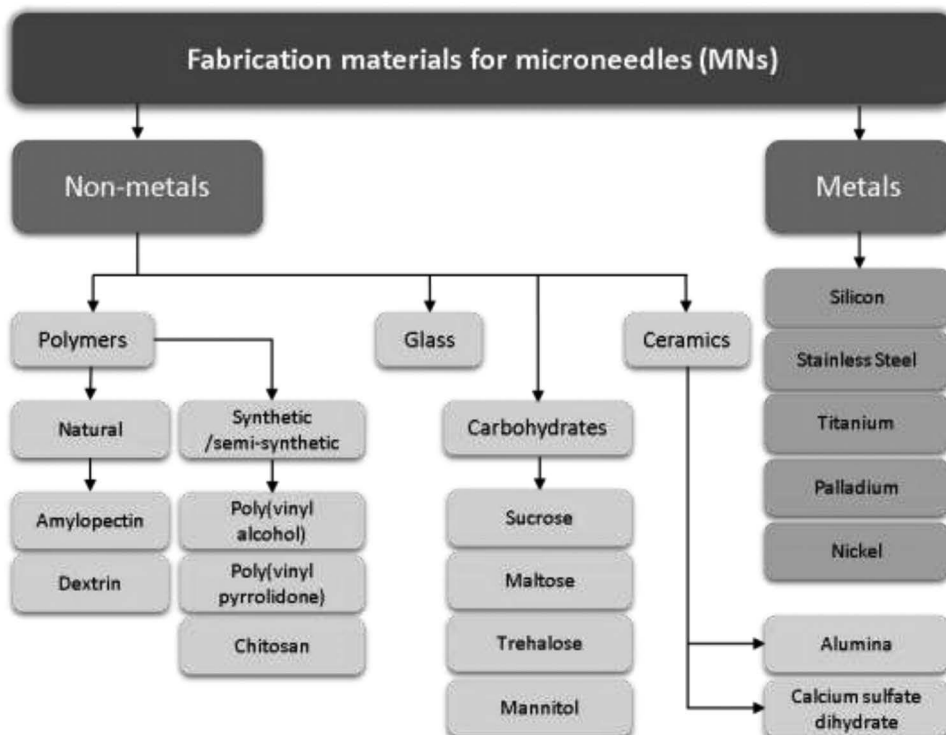 Fabrication materials for microneedles (MNs)
Non-metals
Metals
Polymers
Glass
Ceramics
Silicon
Stainless Steel
Titanium
Palladium
Nickel
Natural
Synthetic
/semi-synthetic
Carbohydrates
Amylopectin
Dextrin
Poly(vinyl
alcohol)
Poly(vinyl
pyrrolidone)
Chitosan
Sucrose
Maltose
Trehalose
Mannitol
Alumina
Calcium sulfate
dihydrate